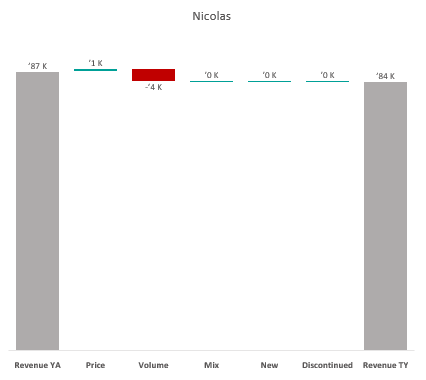 Nicolas
'87 K
'1 K
-'4 K
'0 K
'0 K
'0 K
'84 K
Revenue YA
Price
Volume
Mix
New
Discontinued
Revenue TY